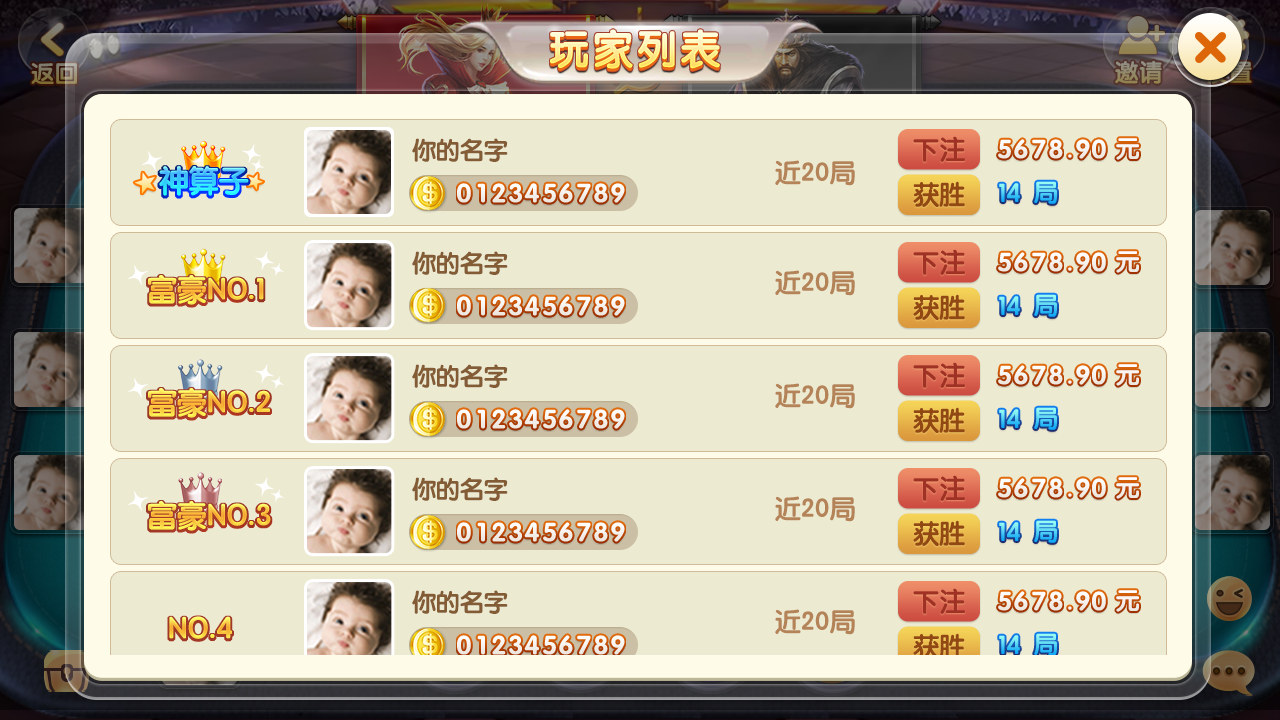 玩家列表
返回
邀请
置
神算子
你的名字
0123456789
近20局
下注 5678.90 元
获胜 14 局
富豪NO.1
你的名字
0123456789
近20局
下注 5678.90 元
获胜 14 局
富豪NO.2
你的名字
0123456789
近20局
下注 5678.90 元
获胜 14 局
富豪NO.3
你的名字
0123456789
近20局
下注 5678.90 元
获胜 14 局
NO.4
你的名字
0123456789
近20局
下注 5678.90 元
获胜 14 局